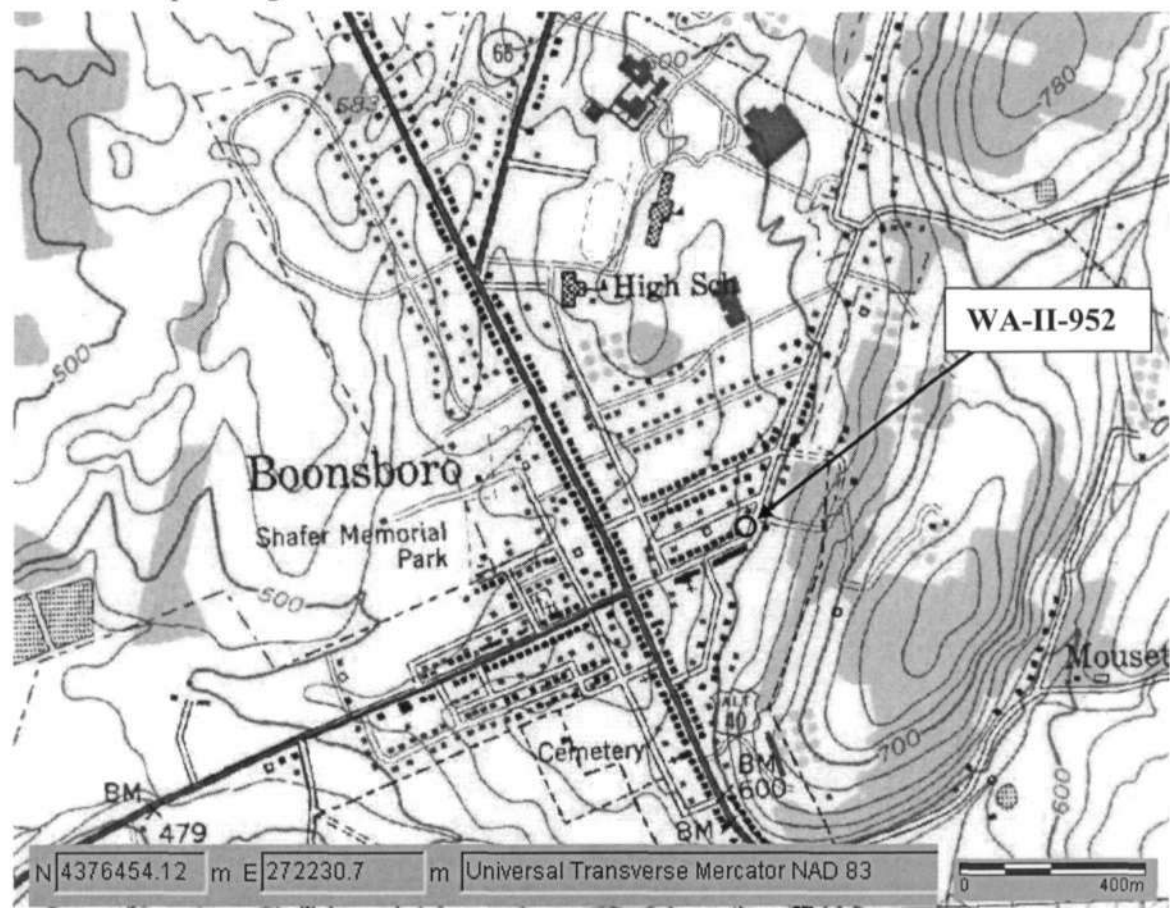 66
600
583
780
500
High Sch
WA-II-952
Boonsboro
Shafer Memorial
Park
500
Mouset
ALT
40
700
Cemetery
BM
600
600
BM
479
BM
N 4376454.12 m E 272230.7 m Universal Transverse Mercator NAD 83
0 400m